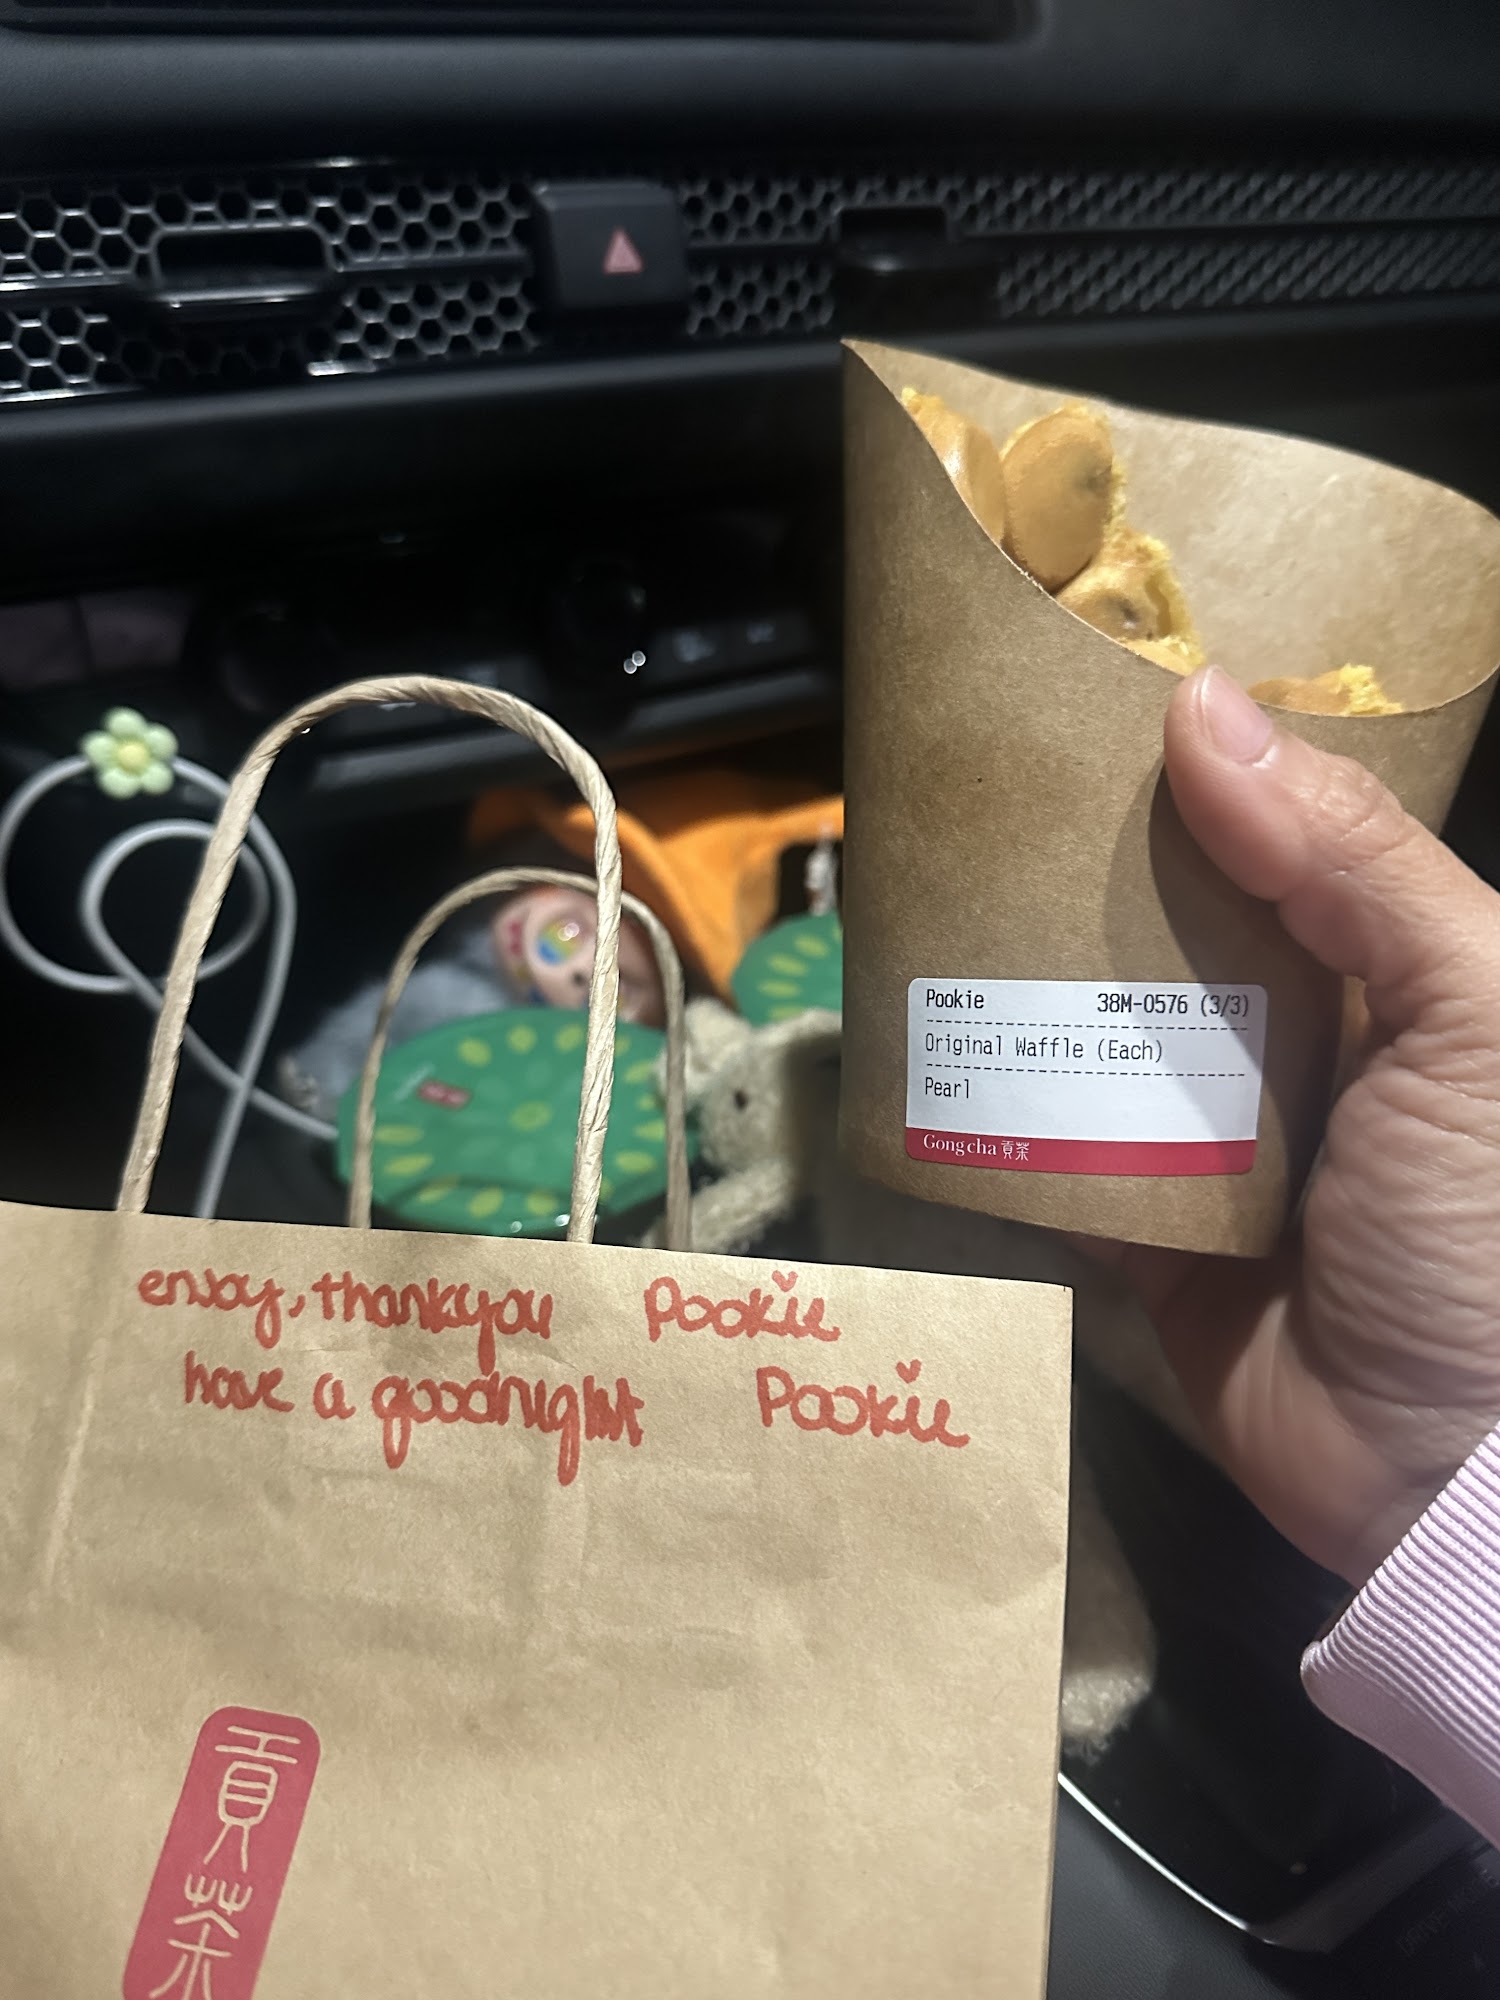 Pookie 38M-0576 (3/3)
Original Waffle (Each)
Pearl
Gong cha 貢茶
enjoy, thankyou Pookie
have a goodnight Pookie
貢茶